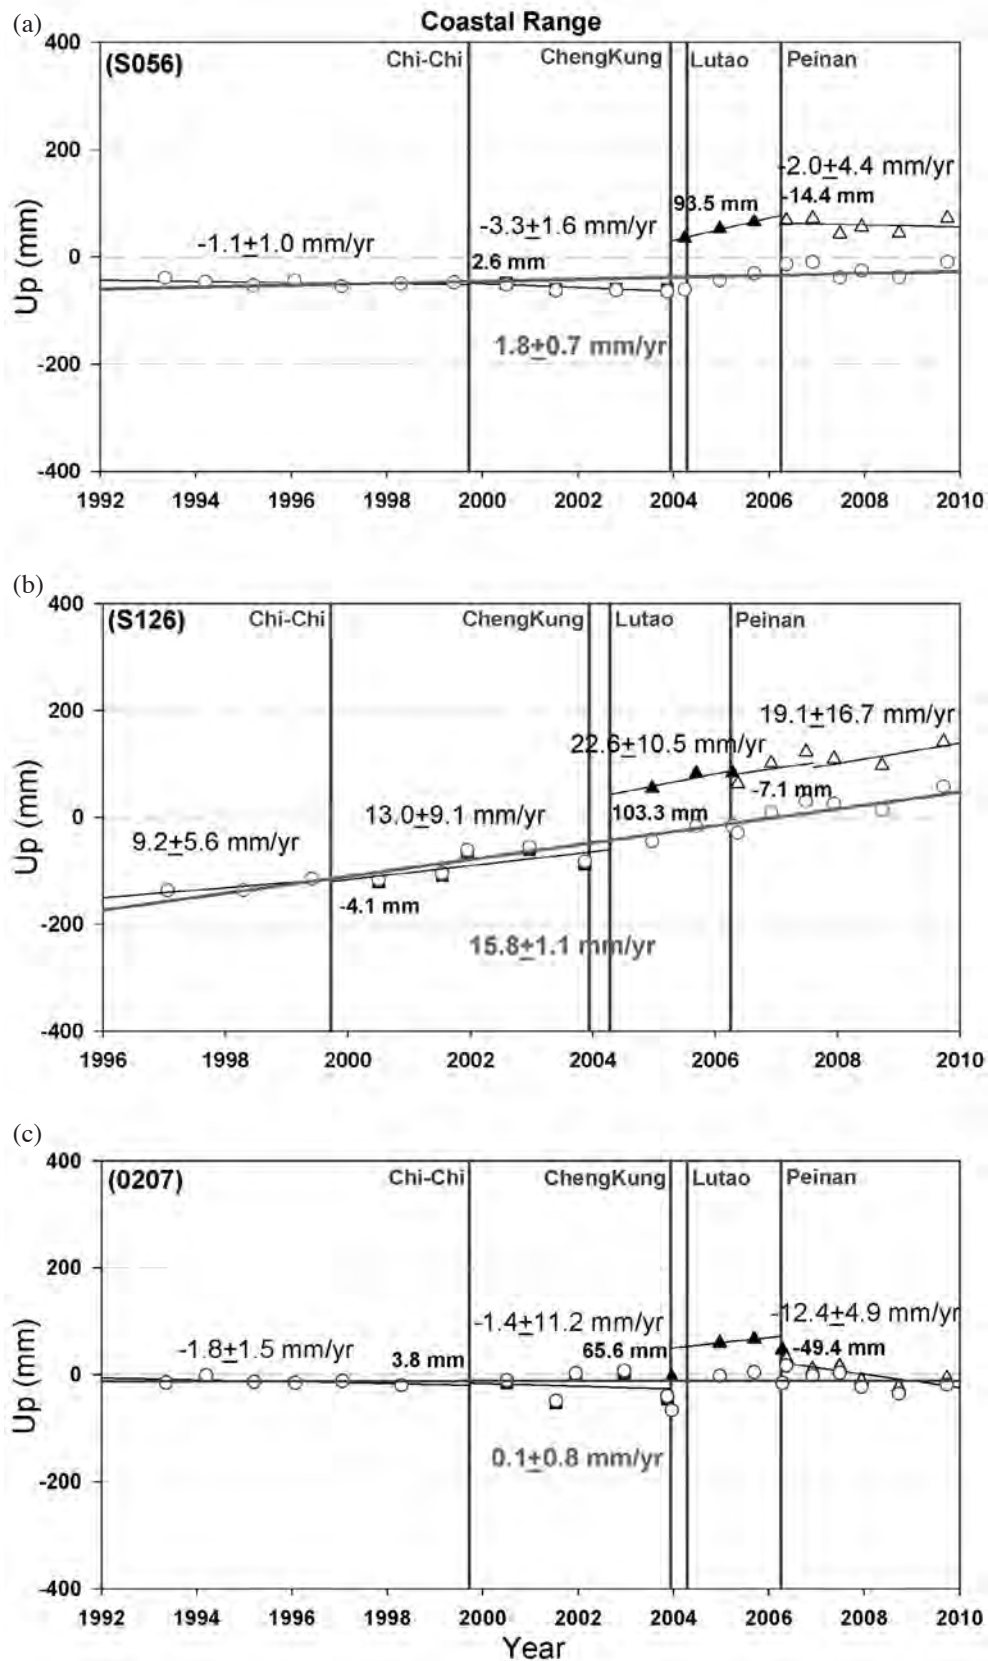 (a)
Coastal Range
(S056)
Chi-Chi
ChengKung
Lutao
Peinan
400
200
0
-200
-400
Up (mm)
-1.1±1.0 mm/yr
-3.3±1.6 mm/yr
2.6 mm
93.5 mm
-2.0±4.4 mm/yr
-14.4 mm
1.8±0.7 mm/yr
1992 1994 1996 1998 2000 2002 2004 2006 2008 2010
(b)
(S126)
Chi-Chi
ChengKung
Lutao
Peinan
400
200
0
-200
-400
Up (mm)
9.2±5.6 mm/yr
13.0±9.1 mm/yr
-4.1 mm
22.6±10.5 mm/yr
103.3 mm
19.1±16.7 mm/yr
-7.1 mm
15.8±1.1 mm/yr
1996 1998 2000 2002 2004 2006 2008 2010
(c)
(0207)
Chi-Chi
ChengKung
Lutao
Peinan
400
200
0
-200
-400
Up (mm)
-1.8±1.5 mm/yr
3.8 mm
-1.4±11.2 mm/yr
65.6 mm
-12.4±4.9 mm/yr
-49.4 mm
0.1±0.8 mm/yr
1992 1994 1996 1998 2000 2002 2004 2006 2008 2010
Year